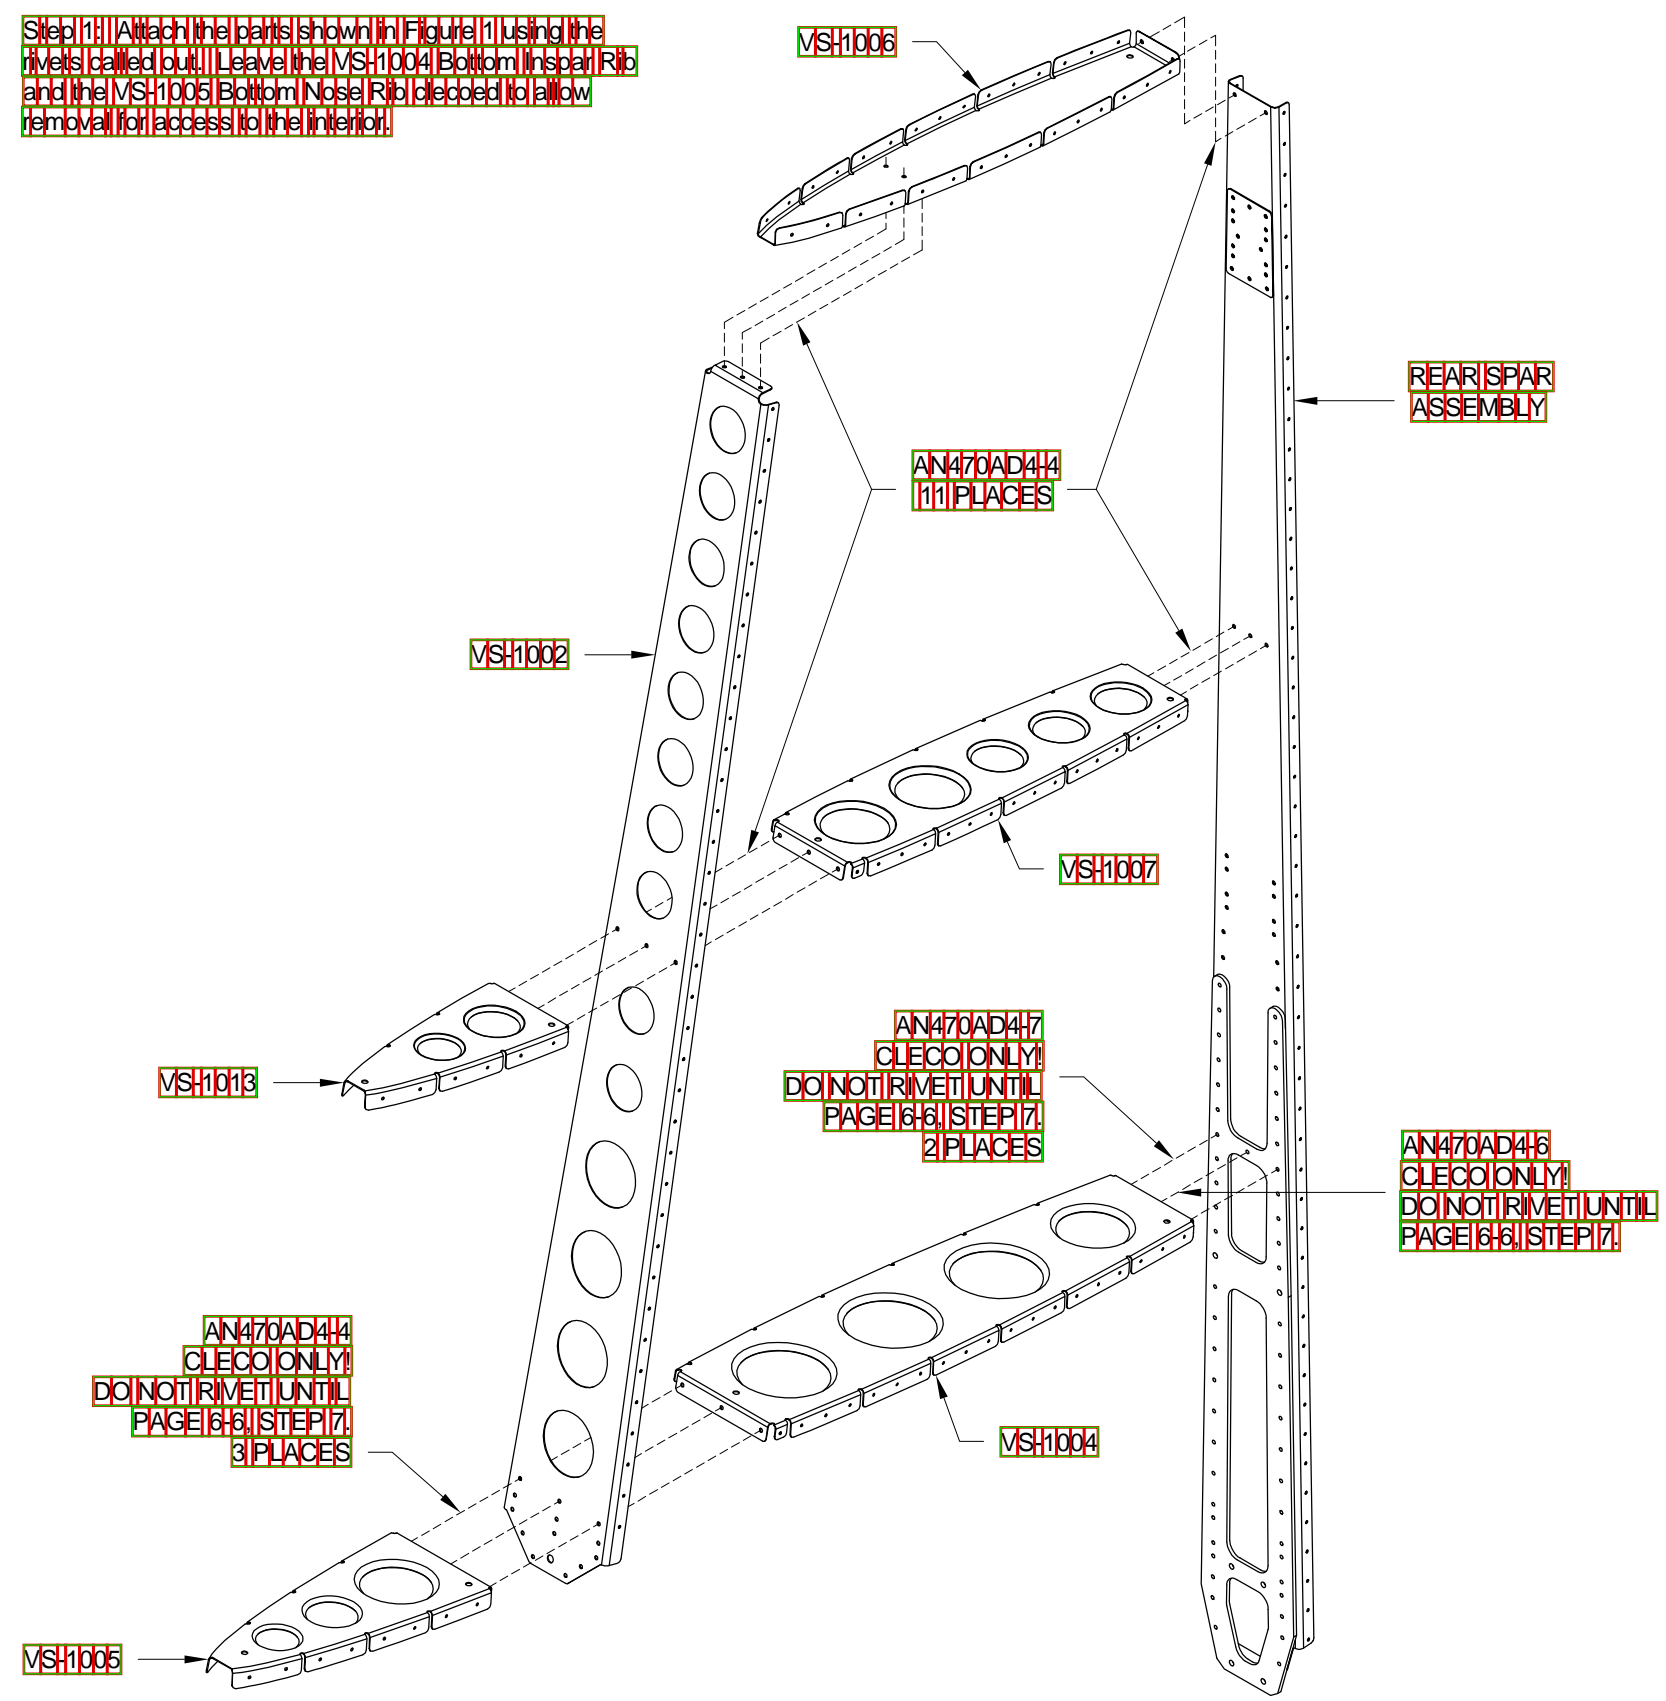 Step 1: Attach the parts shown in Figure 1 using the
rivets called out. Leave the VS-1004 Bottom Inspar Rib
and the VS-1005 Bottom Nose Rib clecoed to allow
removal for access to the interior.
VS-1006
REAR SPAR
ASSEMBLY
AN470AD4-4
11 PLACES
VS-1002
VS-1007
AN470AD4-7
CLECO ONLY!
DO NOT RIVET UNTIL
PAGE 6-6, STEP 7.
2 PLACES
VS-1013
AN470AD4-6
CLECO ONLY!
DO NOT RIVET UNTIL
PAGE 6-6, STEP 7.
AN470AD4-4
CLECO ONLY!
DO NOT RIVET UNTIL
PAGE 6-6, STEP 7.
3 PLACES
VS-1004
VS-1005